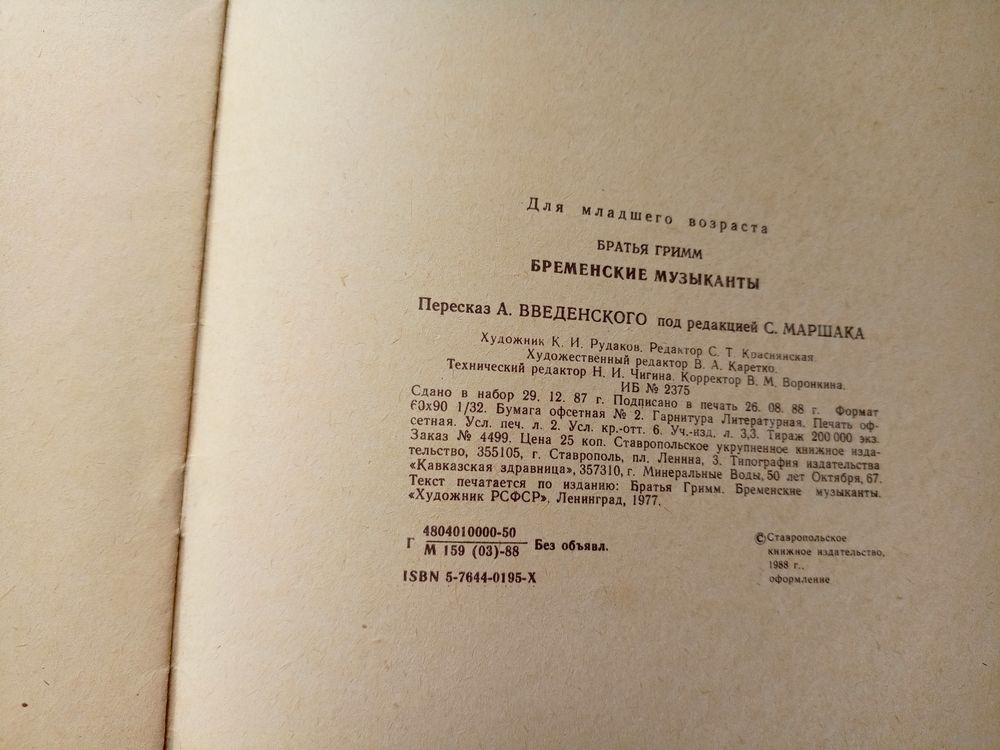 Для младшего возраста
БРАТЬЯ ГРИММ
БРЕМЕНСКИЕ МУЗЫКАНТЫ
Пересказ А. ВВЕДЕНСКОГО под редакцией С. МАРШАКА
Художник К. И. Рудаков. Редактор С. Т. Краснянская
Художественный редактор В. А. Каретко.
Технический редактор Н. И. Чигина. Корректор В. М. Воронкина.
ИБ № 2375
Сдано в набор 29. 12. 87 г. Подписано в печать 26. 08. 88 г. Формат
60х90 1/32. Бумага офсетная № 2. Гарнитура Литературная. Печать оф-
сетная. Усл. печ. л. 2. Усл. кр.-отт. 6. Уч.-изд. л. 3,3. Тираж 200 000 экз.
Заказ № 4499. Цена 25 коп. Ставропольское укрупненное книжное изда-
тельство, 355105, г. Ставрополь, пл. Ленина, 3. Типография издательства
«Кавказская здравница», 357310, г. Минеральные Воды, 50 лет Октября, 67.
Текст печатается по изданию: Братья Гримм. Бременские музыканты.
«Художник РСФСР». Ленинград, 1977.
Г 4804010000-50
М 159 (03)-88 Без объявл.
ISBN 5-7644-0195-X
©Ставропольское
книжное издательство,
1988 г.,
оформление